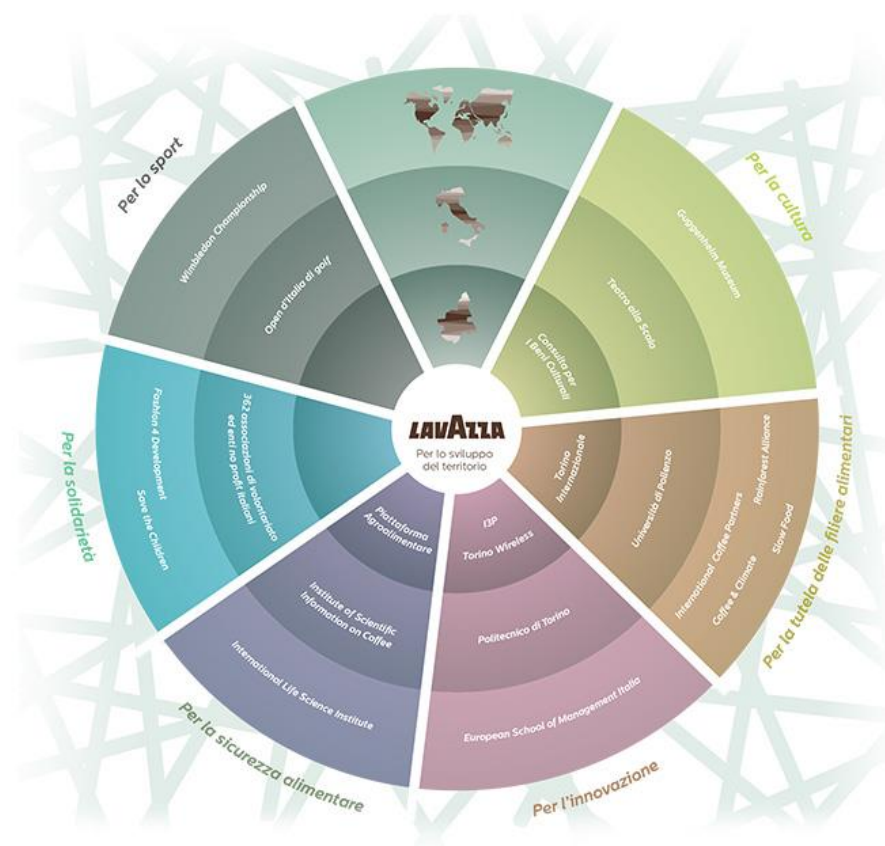 LAVAZZA
Per lo sviluppo
del territorio
Per la cultura
Guggenheim Museum
Teatro alla Scala
Consulta per
i Beni Culturali
Per la tutela delle filiere alimentari
Rainforest Alliance
Slow Food
International Coffee Partners
Coffee & Climate
Università di Pollenzo
Torino
Internazionale
Per l'innovazione
I3P
Torino Wireless
Politecnico di Torino
European School of Management Italia
Per la sicurezza alimentare
Piattaforma
Agroalimentare
Institute of Scientific
Information on Coffee
International Life Science Institute
Per la solidarietà
362 associazioni di volontariato
ed enti no profit italiani
Fashion 4 Development
Save the Children
Per lo sport
Wimbledon Championship
Open d'Italia di golf